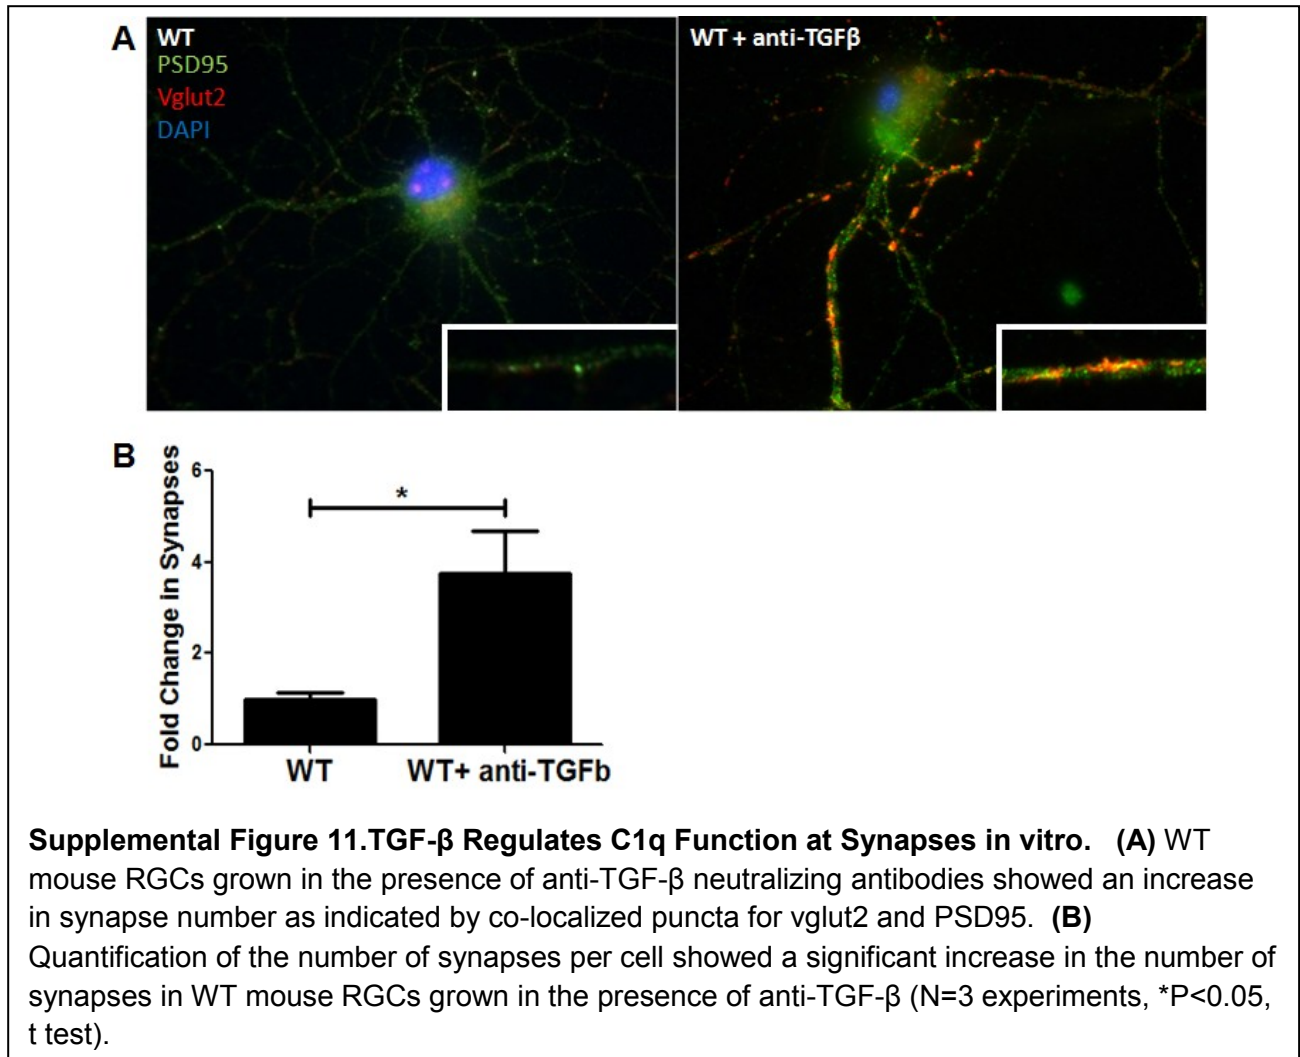 A
WT
PSD95
Vglut2
DAPI
WT + anti-TGFβ
B
Fold Change in Synapses
6
4
2
0
*
WT
WT+ anti-TGFb
Supplemental Figure 11.TGF-β Regulates C1q Function at Synapses in vitro. (A) WT
mouse RGCs grown in the presence of anti-TGF-β neutralizing antibodies showed an increase
in synapse number as indicated by co-localized puncta for vglut2 and PSD95. (B)
Quantification of the number of synapses per cell showed a significant increase in the number of
synapses in WT mouse RGCs grown in the presence of anti-TGF-β (N=3 experiments, *P<0.05,
t test).